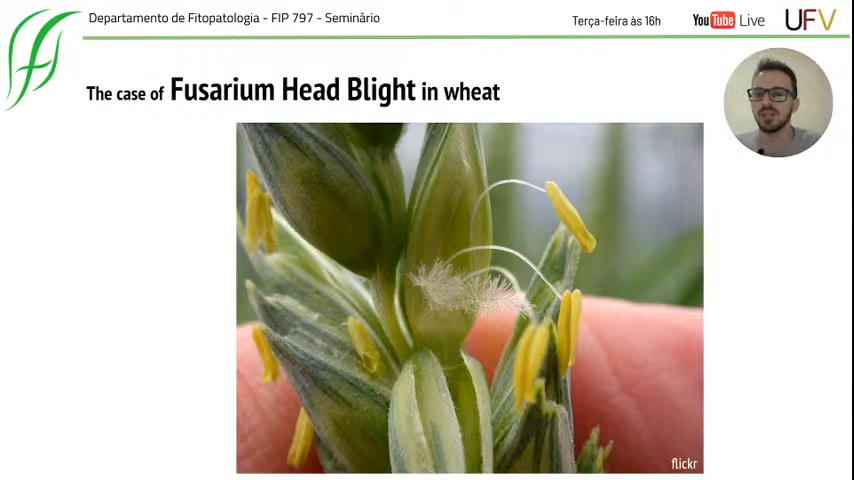 Departamento de Fitopatologia - FIP 797 - Seminário
Terça-feira às 16h
YouTube Live
UFV
The case of Fusarium Head Blight in wheat
flickr